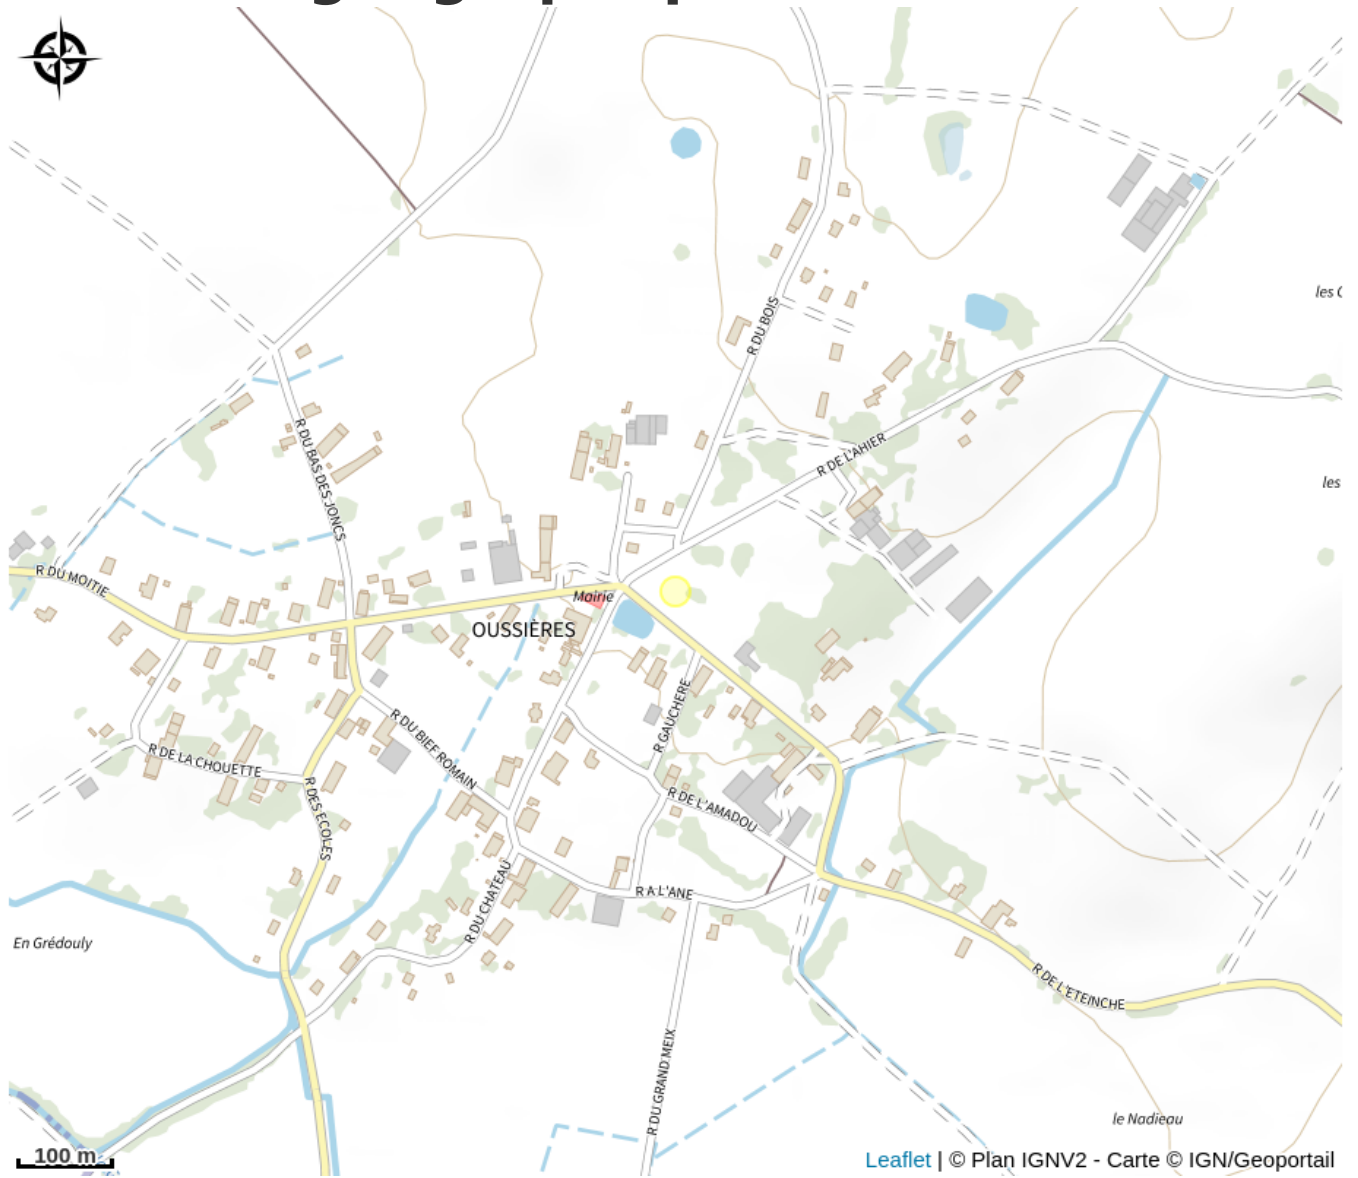 les
R DU BOIS
R DE L'AHIER
R DU BAS DES JONCS
les
R DU MOITIE
Mairie
OUSSIÈRES
R GAUCHERE
R DU BIEF ROMAIN
R DE LA CHOUETTE
R DE L'AMADOU
R DES ECOLES
R A L'ANE
R DU CHATEAU
En Grédouly
R DE L'ETEINCHE
R DU GRAND MEIX
le Nadieau
100 m
Leaflet | © Plan IGNV2 - Carte © IGN/Geoportail